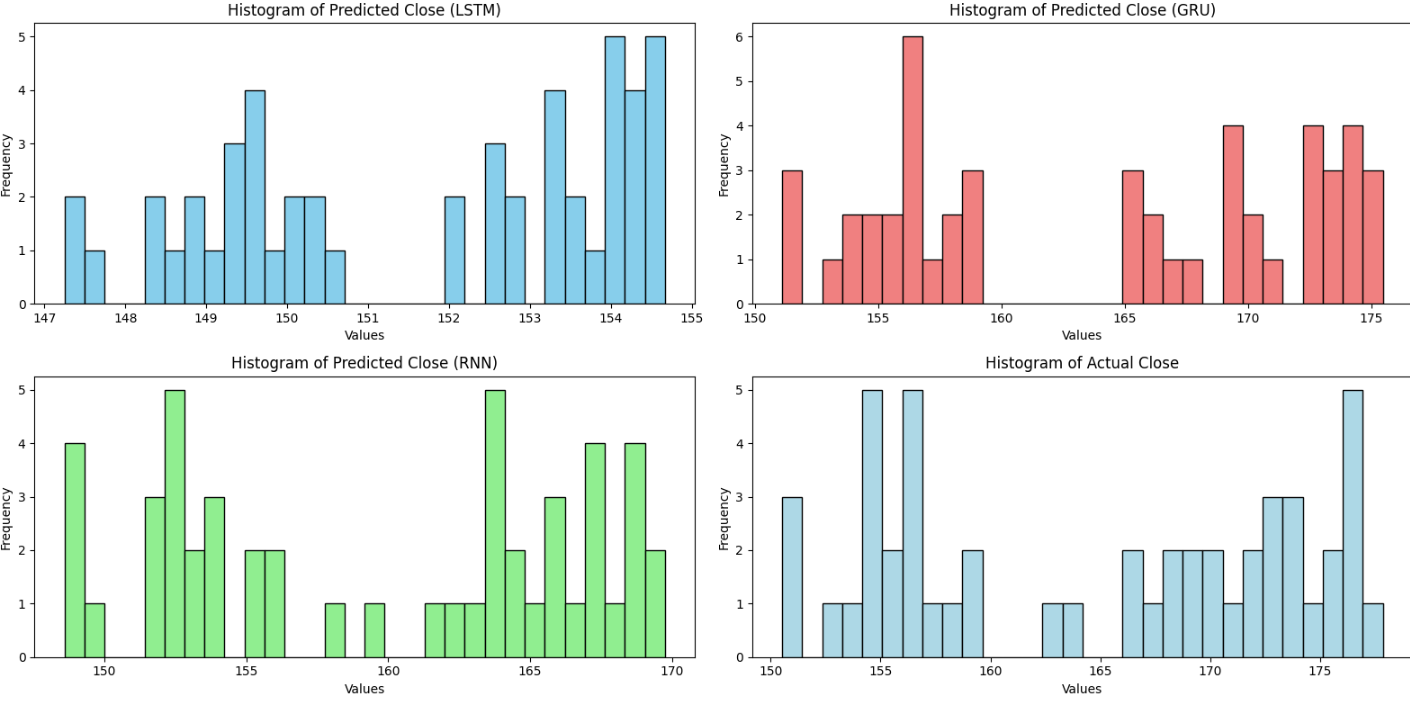 Histogram of Predicted Close (LSTM)
Frequency
5
4
3
2
1
0
147 148 149 150 151 152 153 154 155
Values
Histogram of Predicted Close (GRU)
Frequency
6
5
4
3
2
1
0
150 155 160 165 170 175
Values
Histogram of Predicted Close (RNN)
Frequency
5
4
3
2
1
0
150 155 160 165 170
Values
Histogram of Actual Close
Frequency
5
4
3
2
1
0
150 155 160 165 170 175
Values